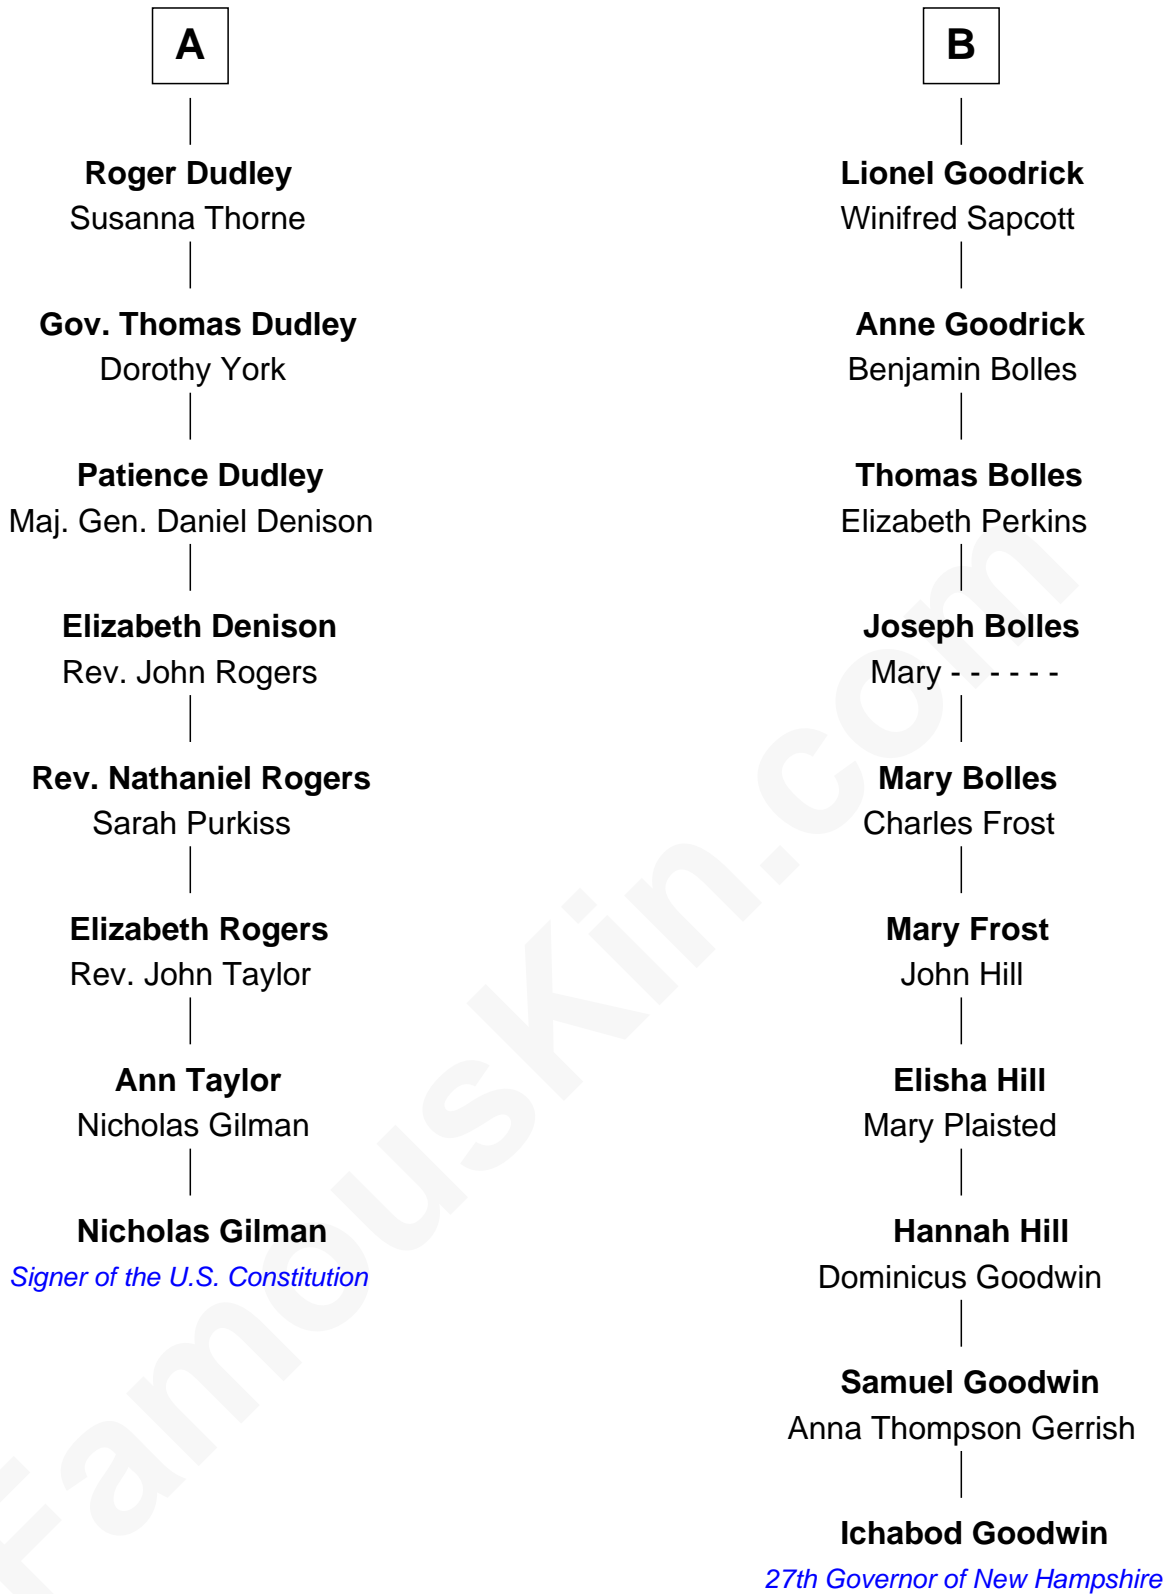 A
Roger Dudley
Susanna Thorne
Gov. Thomas Dudley
Dorothy York
Patience Dudley
Maj. Gen. Daniel Denison
Elizabeth Denison
Rev. John Rogers
Rev. Nathaniel Rogers
Sarah Purkiss
Elizabeth Rogers
Rev. John Taylor
Ann Taylor
Nicholas Gilman
Nicholas Gilman
Signer of the U.S. Constitution
B
Lionel Goodrick
Winifred Sapcott
Anne Goodrick
Benjamin Bolles
Thomas Bolles
Elizabeth Perkins
Joseph Bolles
Mary - - - - - -
Mary Bolles
Charles Frost
Mary Frost
John Hill
Elisha Hill
Mary Plaisted
Hannah Hill
Dominicus Goodwin
Samuel Goodwin
Anna Thompson Gerrish
Ichabod Goodwin
27th Governor of New Hampshire
FamousKin.com